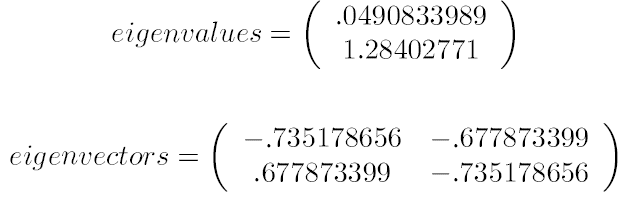 eigenvalues = ( .0490833989
1.28402771 )
eigenvectors = ( −.735178656 −.677873399
.677873399 −.735178656 )